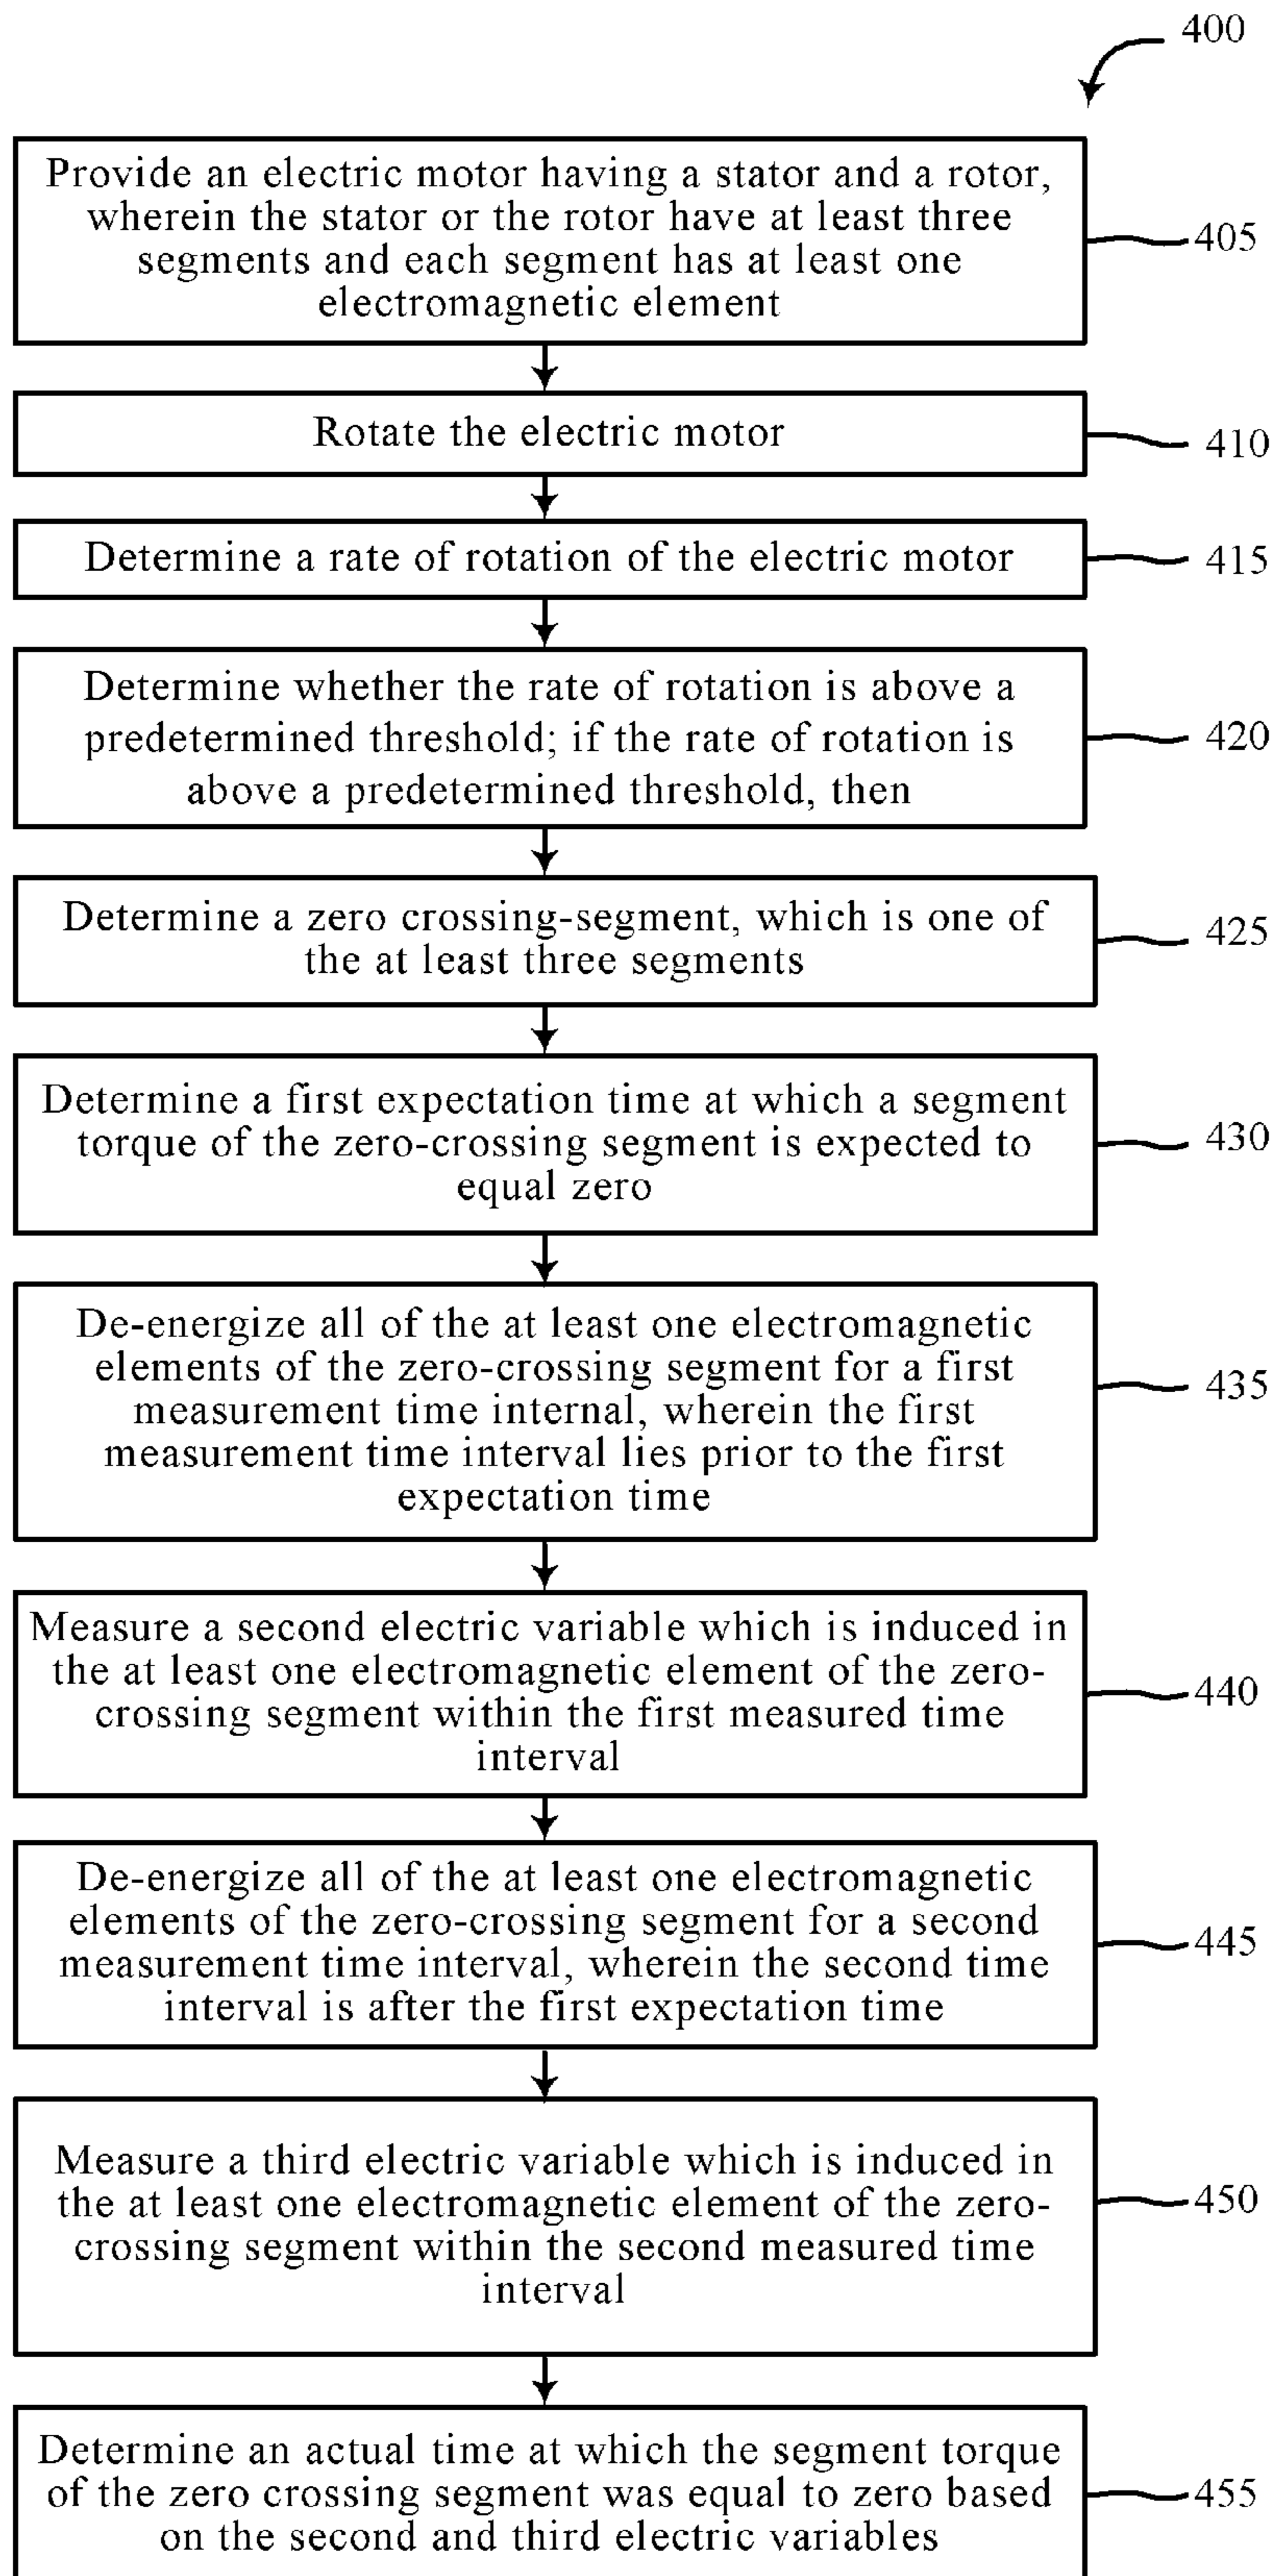 400
Provide an electric motor having a stator and a rotor,
wherein the stator or the rotor have at least three
segments and each segment has at least one
electromagnetic element
405
Rotate the electric motor
410
Determine a rate of rotation of the electric motor
415
Determine whether the rate of rotation is above a
predetermined threshold; if the rate of rotation is
above a predetermined threshold, then
420
Determine a zero crossing-segment, which is one of
the at least three segments
425
Determine a first expectation time at which a segment
torque of the zero-crossing segment is expected to
equal zero
430
De-energize all of the at least one electromagnetic
elements of the zero-crossing segment for a first
measurement time internal, wherein the first
measurement time interval lies prior to the first
expectation time
435
Measure a second electric variable which is induced in
the at least one electromagnetic element of the zero-
crossing segment within the first measured time
interval
440
De-energize all of the at least one electromagnetic
elements of the zero-crossing segment for a second
measurement time interval, wherein the second time
interval is after the first expectation time
445
Measure a third electric variable which is induced in
the at least one electromagnetic element of the zero-
crossing segment within the second measured time
interval
450
Determine an actual time at which the segment torque
of the zero crossing segment was equal to zero based
on the second and third electric variables
455